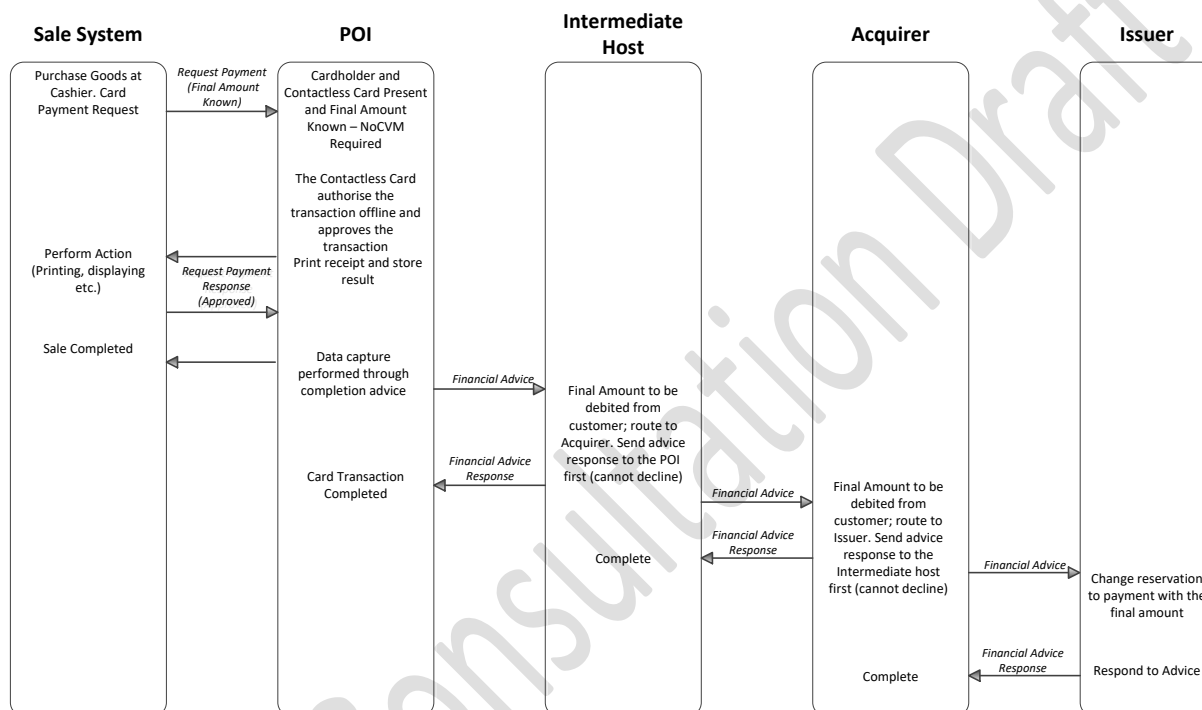 Sale System
POI
Intermediate
Host
Acquirer
Issuer
Purchase Goods at
Cashier. Card
Payment Request
Request Payment
(Final Amount
Known)
Cardholder and
Contactless Card Present
and Final Amount
Known – NoCVM
Required
The Contactless Card
authorise the
transaction offline and
approves the
transaction
Print receipt and store
result
Perform Action
(Printing, displaying
etc.)
Request Payment
Response
(Approved)
Sale Completed
Data capture
performed through
completion advice
Financial Advice
Final Amount to be
debited from
customer; route to
Acquirer. Send advice
response to the POI
first (cannot decline)
Financial Advice
Response
Card Transaction
Completed
Financial Advice
Final Amount to be
debited from
customer; route to
Issuer. Send advice
response to the
Intermediate host
first (cannot decline)
Financial Advice
Response
Complete
Financial Advice
Change reservation
to payment with the
final amount
Financial Advice
Response
Respond to Advice
Complete
Consultation Draft